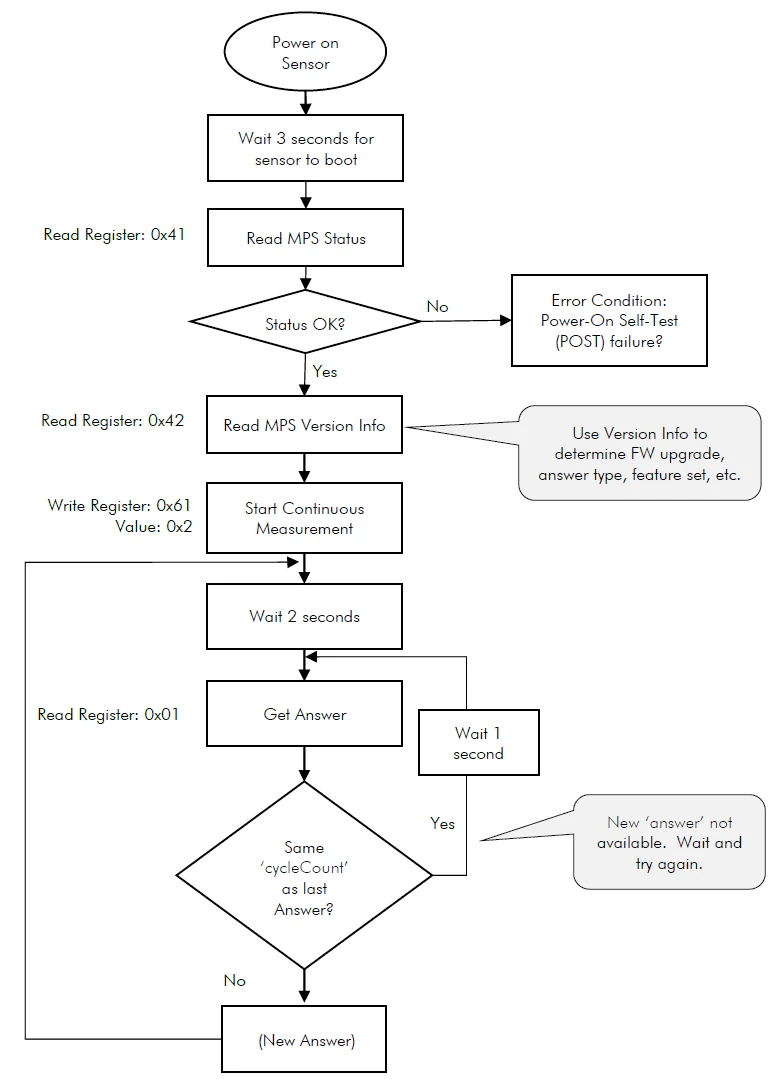 Power on
Sensor
Wait 3 seconds for
sensor to boot
Read Register: 0x41
Read MPS Status
Status OK?
No
Error Condition:
Power-On Self-Test
(POST) failure?
Yes
Read Register: 0x42
Read MPS Version Info
Use Version Info to
determine FW upgrade,
answer type, feature set, etc.
Write Register: 0x61
Value: 0x2
Start Continuous
Measurement
Wait 2 seconds
Read Register: 0x01
Get Answer
Wait 1
second
Yes
New ‘answer’ not
available.  Wait and
try again.
Same
‘cycleCount’
as last
Answer?
No
(New Answer)